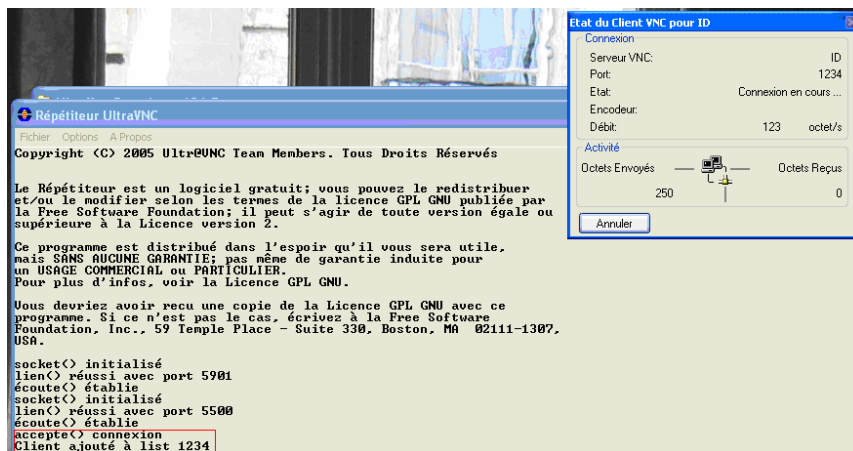 Etat du Client VNC pour ID
Connexion
Serveur VNC: ID
Port: 1234
Etat: Connexion en cours ...
Encodeur:
Débit: 123 octet/s
Activité
Octets Envoyés Octets Reçus
250 0
Annuler
Répétiteur UltraVNC
Fichier Options A Propos
Copyright (C) 2005 Ultr@VNC Team Members. Tous Droits Réservés
Le Répétiteur est un logiciel gratuit; vous pouvez le redistribuer
et/ou le modifier selon les termes de la licence GPL GNU publiée par
la Free Software Foundation; il peut s'agir de toute version égale ou
supérieure à la Licence version 2.
Ce programme est distribué dans l'espoir qu'il vous sera utile,
mais SANS AUCUNE GARANTIE; pas même de garantie induite pour
un USAGE COMMERCIAL ou PARTICULIER.
Pour plus d'infos, voir la Licence GPL GNU.
Vous devriez avoir recu une copie de la Licence GPL GNU avec ce
programme. Si ce n'est pas le cas, écrivez à la Free Software
Foundation, Inc., 59 Temple Place - Suite 330, Boston, MA 02111-1307,
USA.
socket() initialisé
lien() réussi avec port 5901
écoute() établie
socket() initialisé
lien() réussi avec port 5500
écoute() établie
accepte() connexion
Client ajouté à list 1234